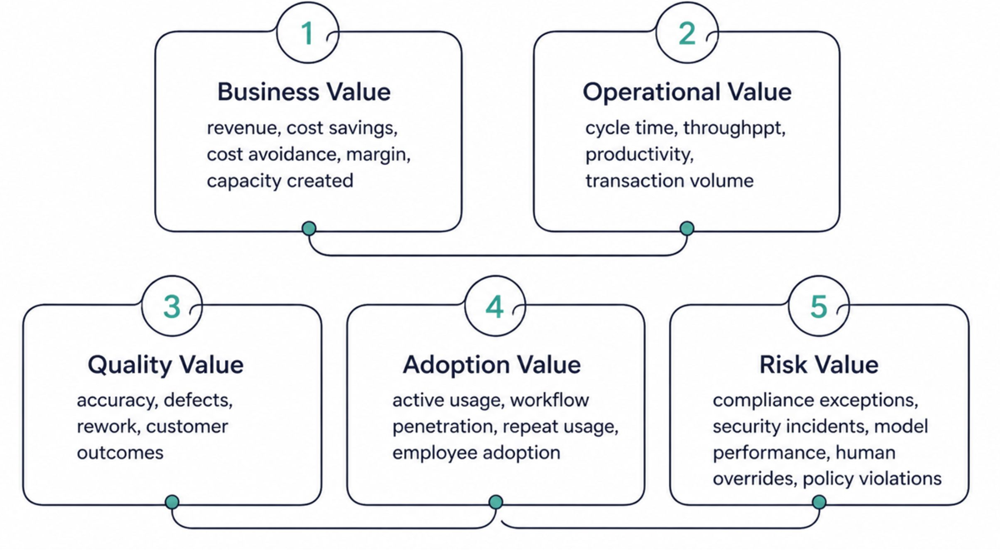 1
Business Value
revenue, cost savings,
cost avoidance, margin,
capacity created
2
Operational Value
cycle time, throughppt,
productivity,
transaction volume
3
Quality Value
accuracy, defects,
rework, customer
outcomes
4
Adoption Value
active usage, workflow
penetration, repeat usage,
employee adoption
5
Risk Value
compliance exceptions,
security incidents, model
performance, human
overrides, policy violations